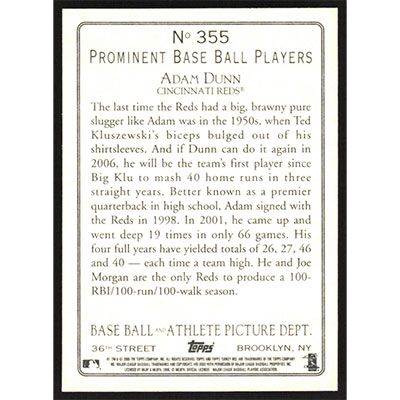 Nº 355
PROMINENT BASE BALL PLAYERS
ADAM DUNN
CINCINNATI REDS®
The last time the Reds had a big, brawny pure
slugger like Adam was in the 1950s, when Ted
Kluszewski's biceps bulged out of his
shirtsleeves. And if Dunn can do it again in
2006, he will be the team's first player since
Big Klu to mash 40 home runs in three
straight years. Better known as a premier
quarterback in high school, Adam signed with
the Reds in 1998. In 2001, he came up and
went deep 19 times in only 66 games. His
four full years have yielded totals of 26, 27, 46
and 40 — each time a team high. He and Joe
Morgan are the only Reds to produce a 100-
RBI/100-run/100-walk season.
BASE BALL AND ATHLETE PICTURE DEPT.
36TH STREET Topps BROOKLYN, NY